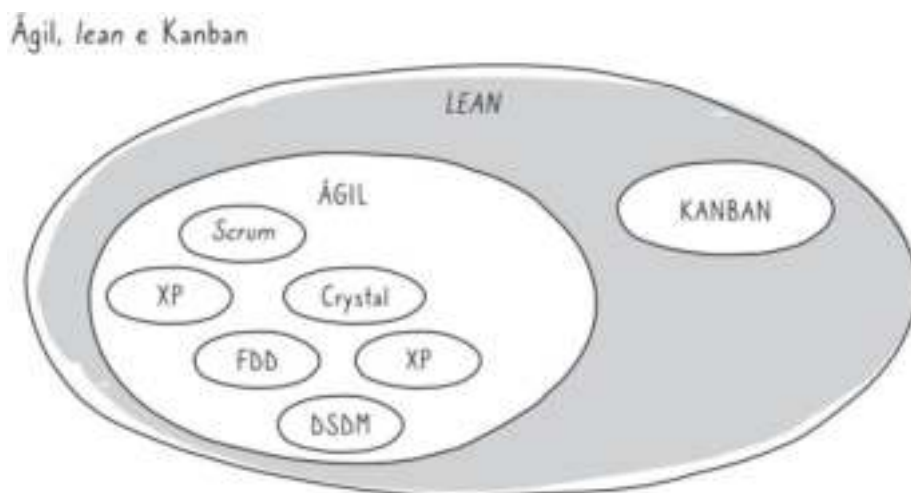 Ágil, lean e Kanban
LEAN
ÁGIL
KANBAN
Scrum
XP
Crystal
FDD
XP
DSDM